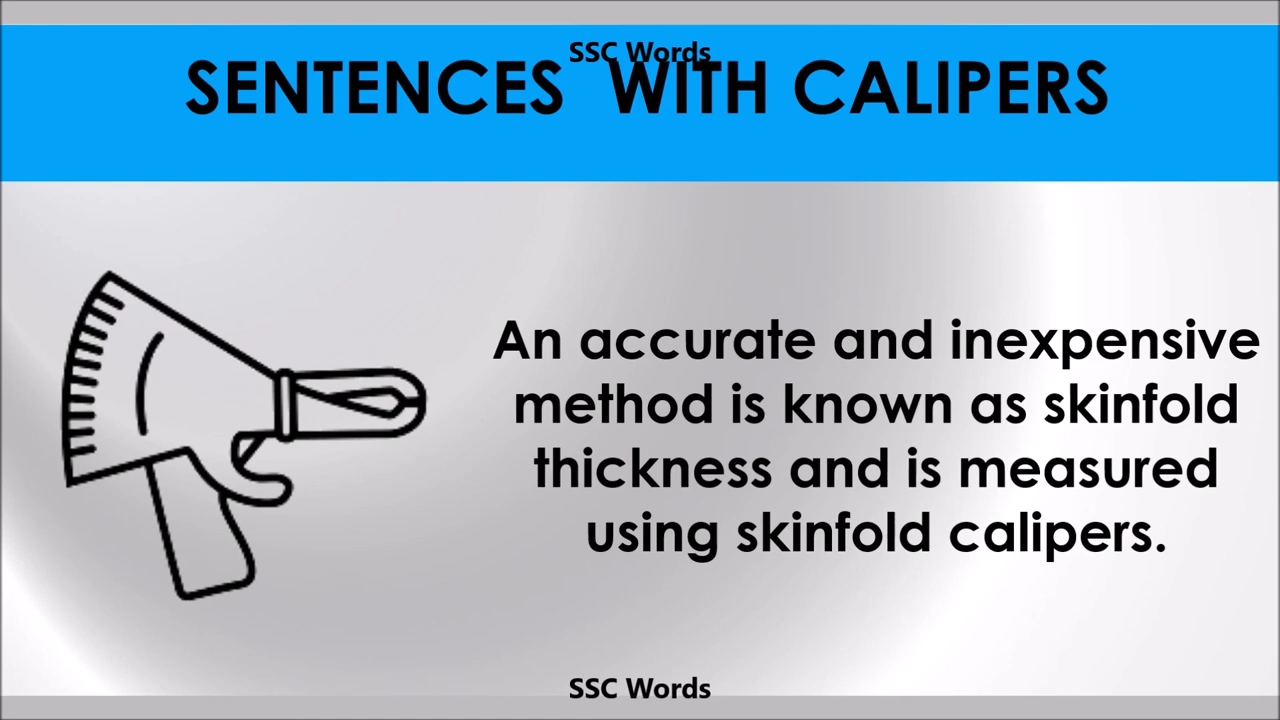 SSC Words
SENTENCES WITH CALIPERS
An accurate and inexpensive
method is known as skinfold
thickness and is measured
using skinfold calipers.
SSC Words